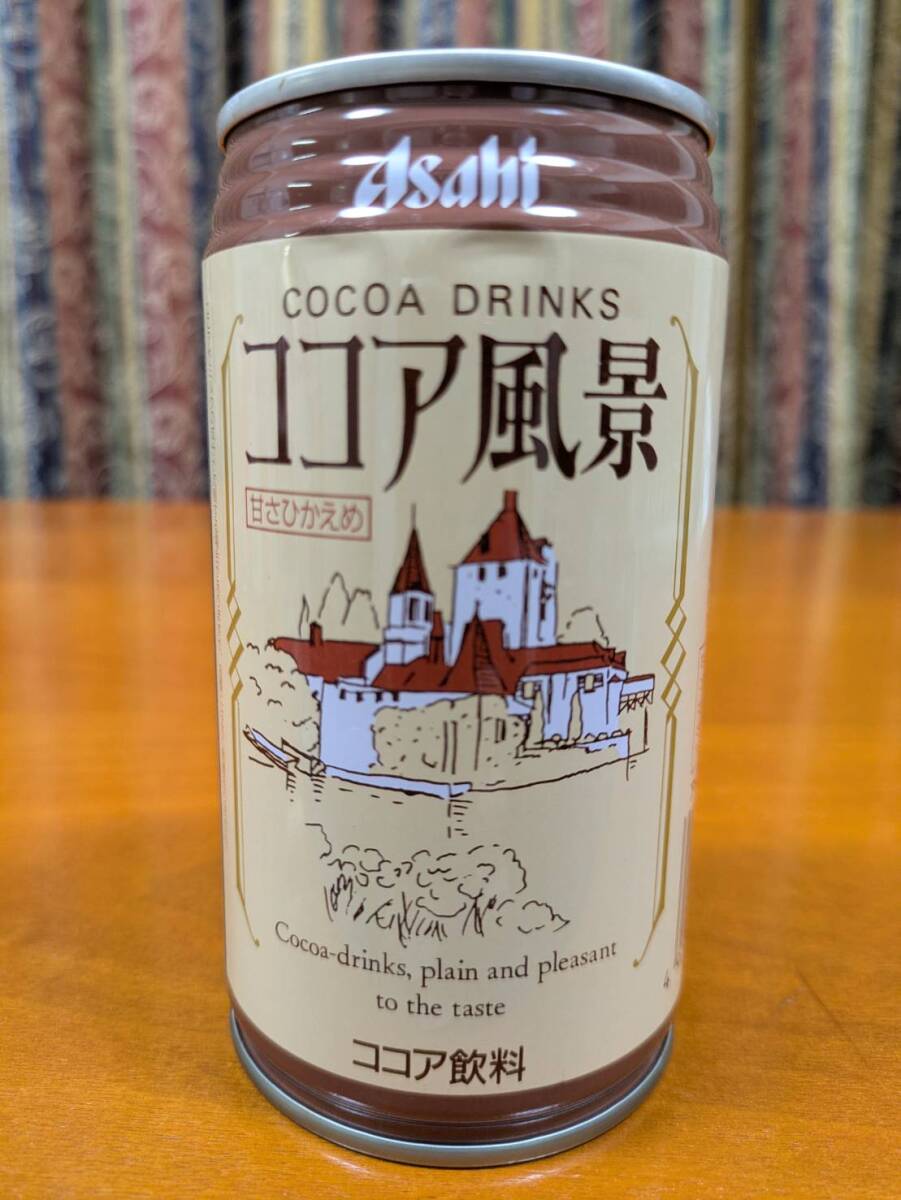 Asahi
COCOA DRINKS
ココア風景
甘さひかえめ
Cocoa-drinks, plain and pleasant
to the taste
ココア飲料